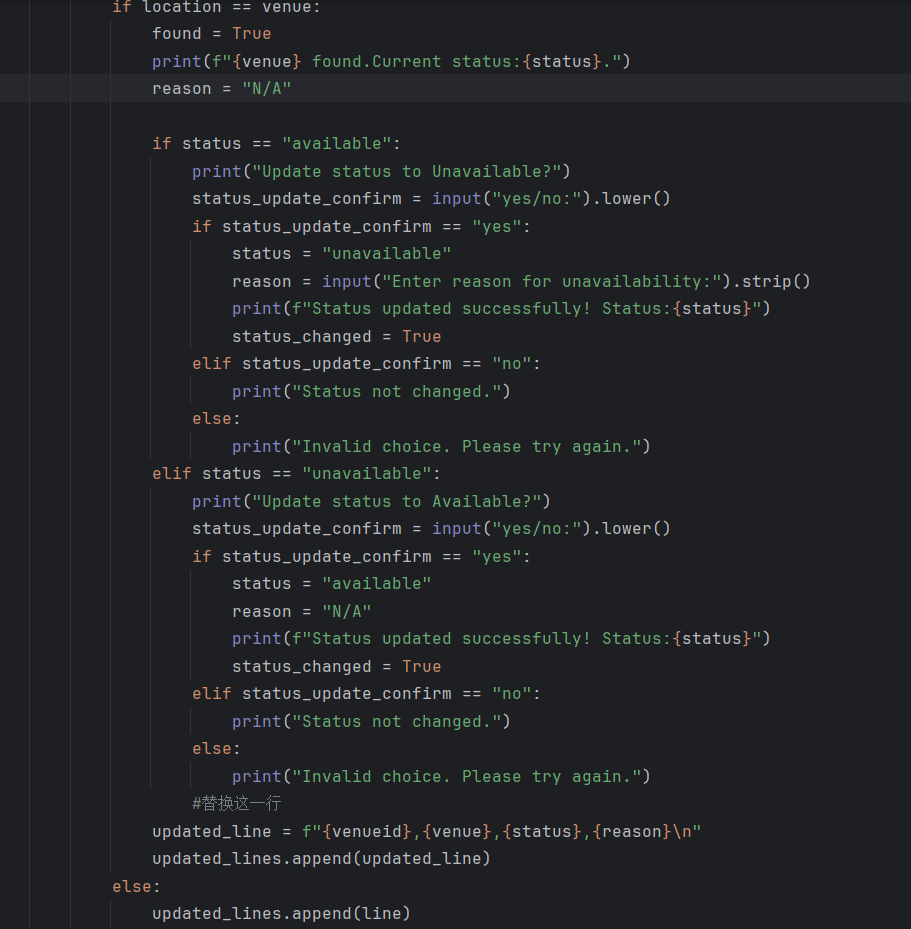 if location == venue:
found = True
print(f"{venue} found.Current status:{status}.")
reason = "N/A"
if status == "available":
print("Update status to Unavailable?")
status_update_confirm = input("yes/no:").lower()
if status_update_confirm == "yes":
status = "unavailable"
reason = input("Enter reason for unavailability:").strip()
print(f"Status updated successfully! Status:{status}")
status_changed = True
elif status_update_confirm == "no":
print("Status not changed.")
else:
print("Invalid choice. Please try again.")
elif status == "unavailable":
print("Update status to Available?")
status_update_confirm = input("yes/no:").lower()
if status_update_confirm == "yes":
status = "available"
reason = "N/A"
print(f"Status updated successfully! Status:{status}")
status_changed = True
elif status_update_confirm == "no":
print("Status not changed.")
else:
print("Invalid choice. Please try again.")
#替换这一行
updated_line = f"{venueid},{venue},{status},{reason}\n"
updated_lines.append(updated_line)
else:
updated_lines.append(line)